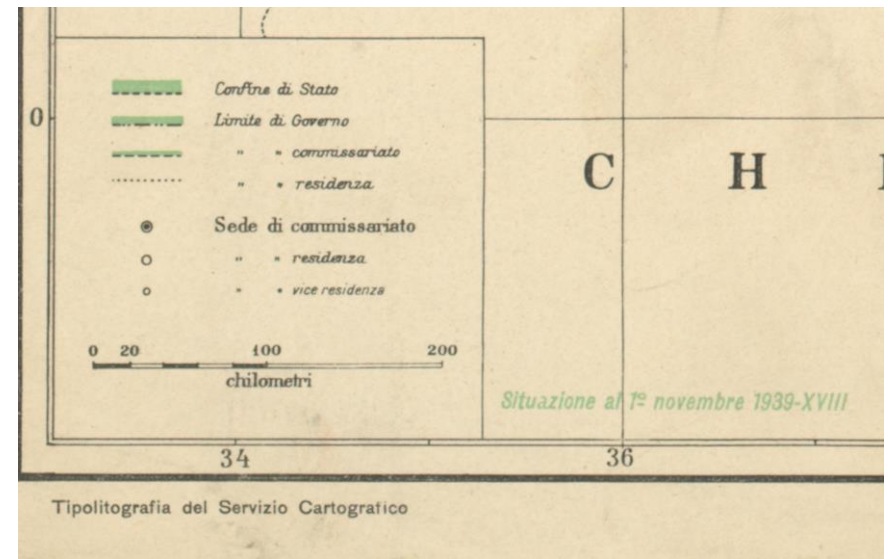 Confine di Stato
Limite di Governo
" " commissariato
" " residenza
Sede di commissariato
" " residenza
" " vice residenza
0 20 100 200
chilometri
0
C H
Situazione al 1º novembre 1939-XVIII
34 36
Tipolitografia del Servizio Cartografico